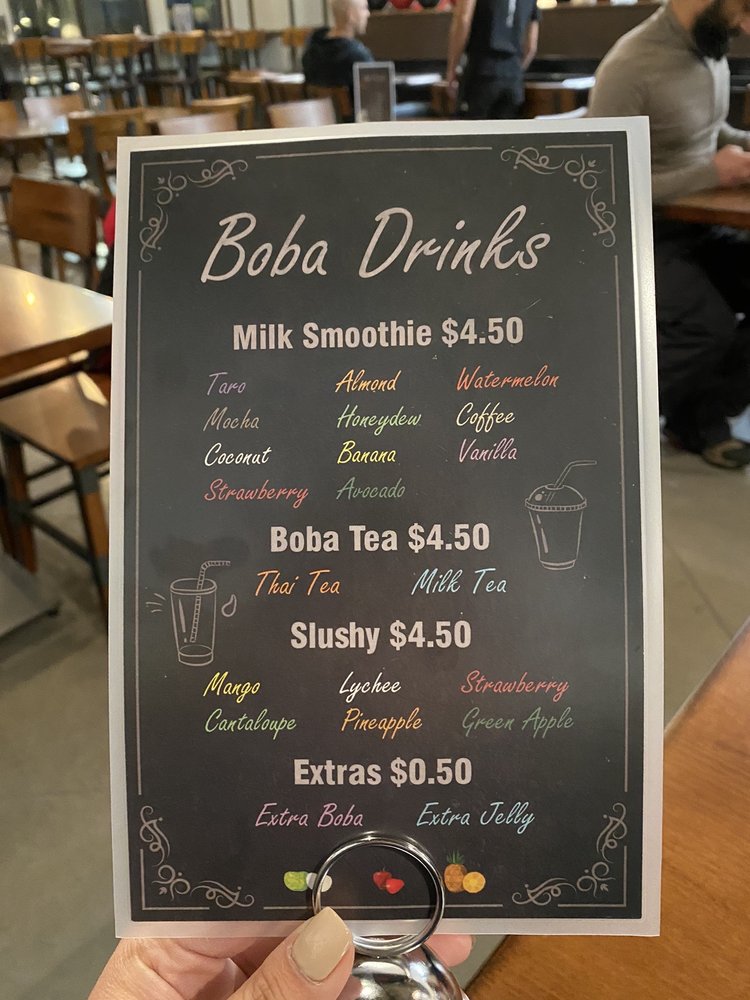 Boba Drinks
Milk Smoothie $4.50
Taro Almond Watermelon
Mocha Honeydew Coffee
Coconut Banana Vanilla
Strawberry Avocado
Boba Tea $4.50
Thai Tea Milk Tea
Slushy $4.50
Mango Lychee Strawberry
Cantaloupe Pineapple Green Apple
Extras $0.50
Extra Boba Extra Jelly